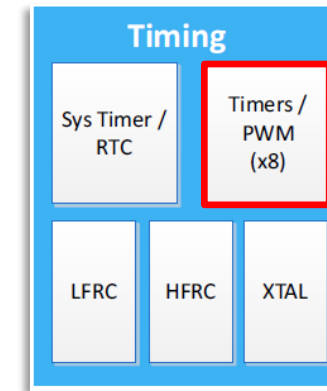 Timing
Sys Timer /
RTC
Timers /
PWM
(x8)
LFRC
HFRC
XTAL